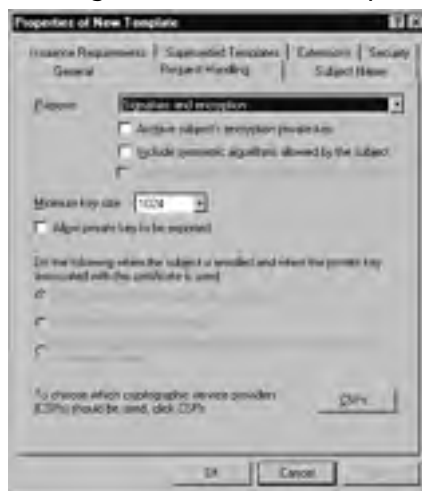 Properties of New Template
Issuance Requirements Superseded Templates Extensions Security
General Request Handling Subject Name
Purpose: Signature and encryption
Archive subject's encryption private key
Include symmetric algorithms allowed by the subject
Minimum key size: 1024
Allow private key to be exported
Do the following when the subject is enrolled and when the private key
associated with this certificate is used:
To choose which cryptographic service providers
(CSPs) should be used, click CSPs.
CSPs...
OK Cancel